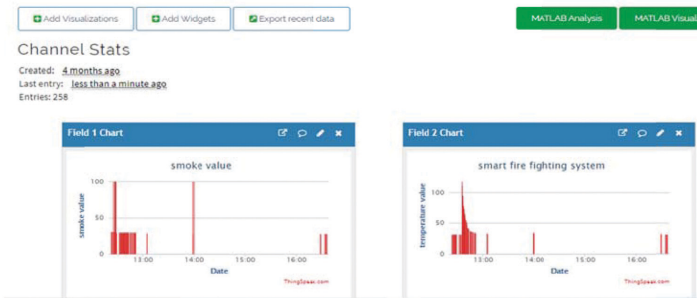 Add Visualizations Add Widgets Export recent data MATLAB Analysis MATLAB Visual
Channel Stats
Created: 4 months ago
Last entry: less than a minute ago
Entries: 258
Field 1 Chart
smoke value
smoke value
100
50
0
13:00 14:00 15:00 16:00
Date
ThingSpeak.com
Field 2 Chart
smart fire fighting system
temperature value
100
50
0
13:00 14:00 15:00 16:00
Date
ThingSpeak.com